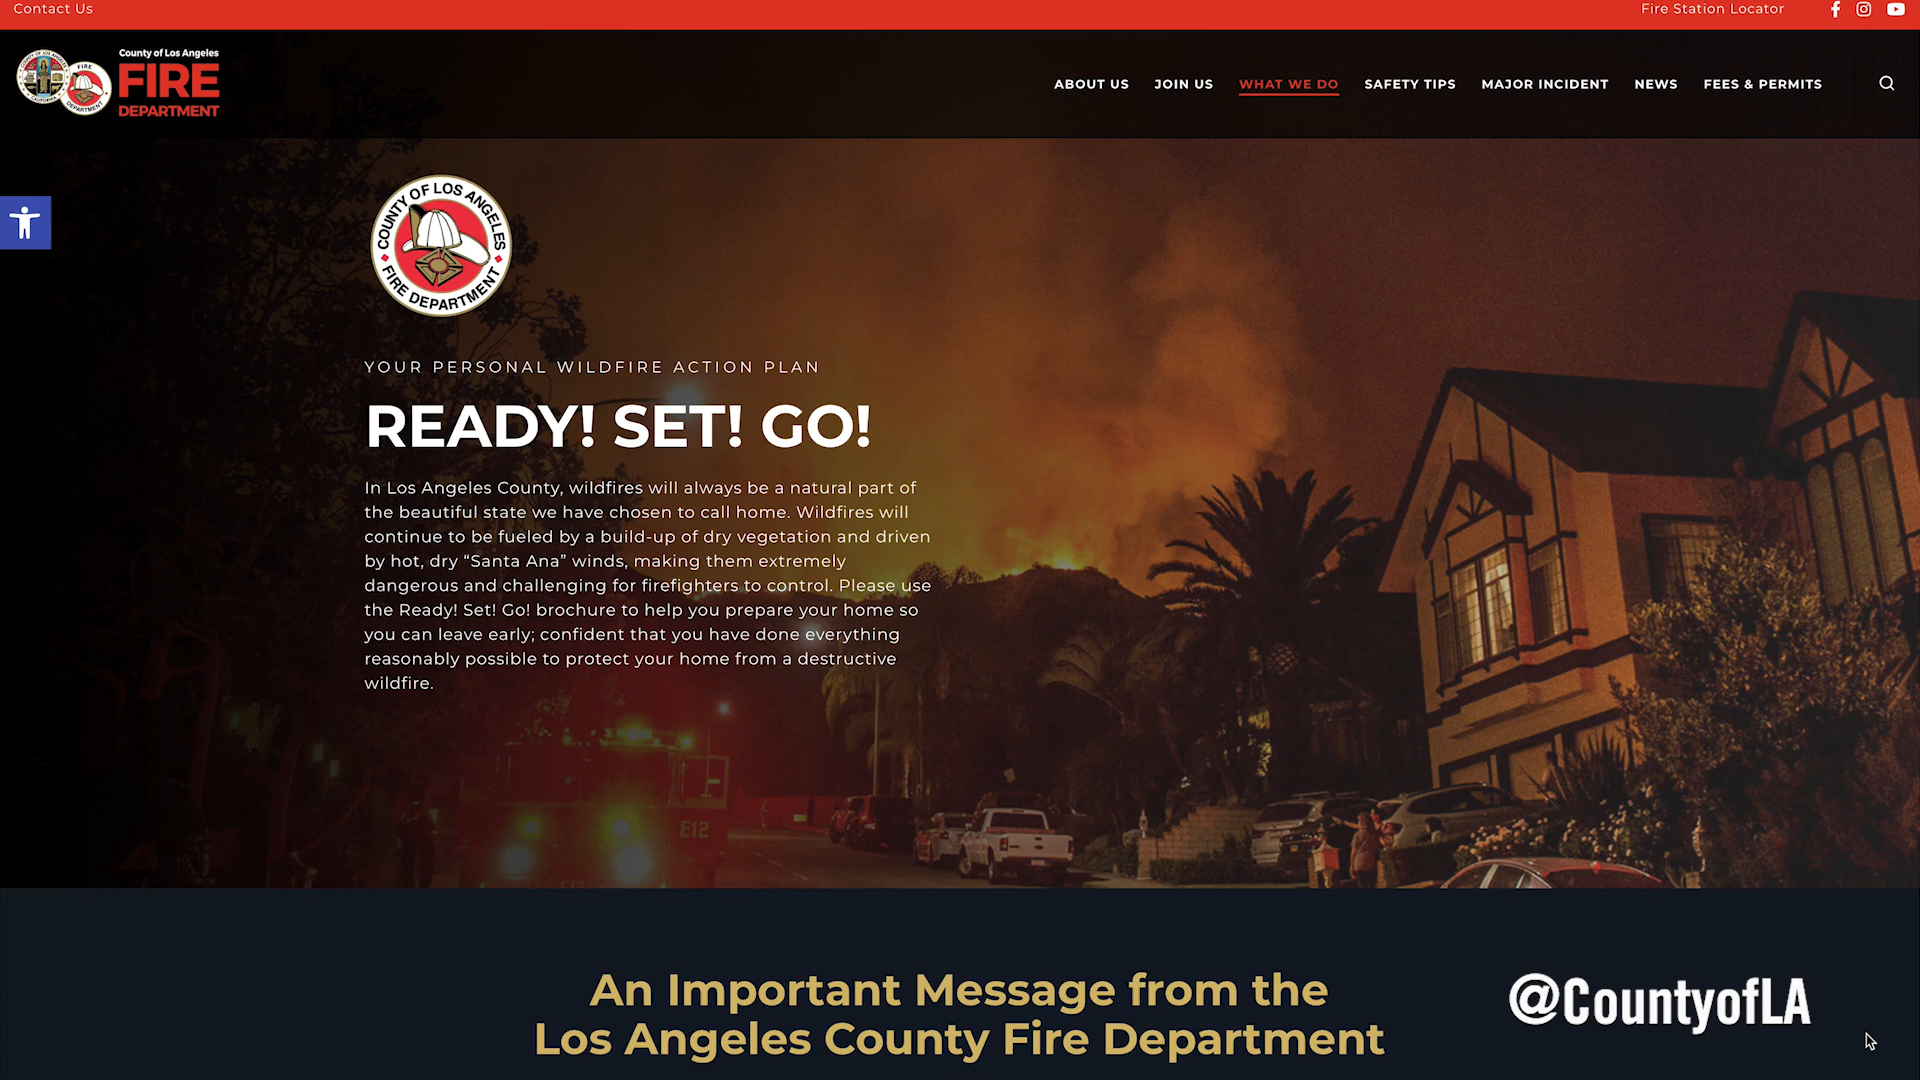 Contact Us
Fire Station Locator
County of Los Angeles
FIRE
DEPARTMENT
ABOUT US
JOIN US
WHAT WE DO
SAFETY TIPS
MAJOR INCIDENT
NEWS
FEES & PERMITS
COUNTY OF LOS ANGELES
FIRE DEPARTMENT
YOUR PERSONAL WILDFIRE ACTION PLAN
READY! SET! GO!
In Los Angeles County, wildfires will always be a natural part of
the beautiful state we have chosen to call home. Wildfires will
continue to be fueled by a build-up of dry vegetation and driven
by hot, dry “Santa Ana” winds, making them extremely
dangerous and challenging for firefighters to control. Please use
the Ready! Set! Go! brochure to help you prepare your home so
you can leave early; confident that you have done everything
reasonably possible to protect your home from a destructive
wildfire.
E12
An Important Message from the
Los Angeles County Fire Department
@CountyofLA